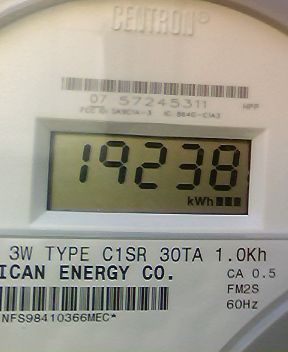 CENTRON®
07 57245311
HPP
19238
kWh
3W TYPE C1SR 30TA 1.0Kh
ICAN ENERGY CO.
CA 0.5
FM2S
60Hz
NFS98410366MEC*